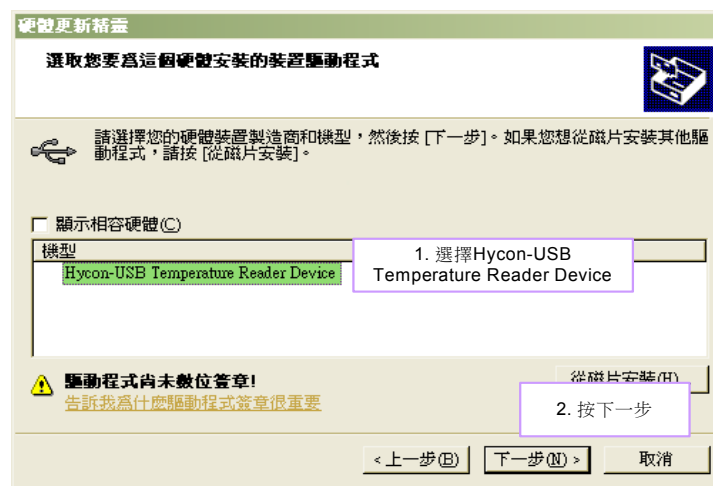 硬體更新精靈
選取您要為這個硬體安裝的裝置驅動程式
請選擇您的硬體裝置製造商和機型，然後按 [下一步]。如果您想從磁片安裝其他驅
動程式，請按 [從磁片安裝]。
顯示相容硬體(C)
機型
Hycon-USB Temperature Reader Device
1. 選擇Hycon-USB
Temperature Reader Device
驅動程式尚未數位簽章!
告訴我為什麼驅動程式簽章很重要
從磁片安裝(H)
2. 按下一步
<上一步(B)
下一步(N) >
取消